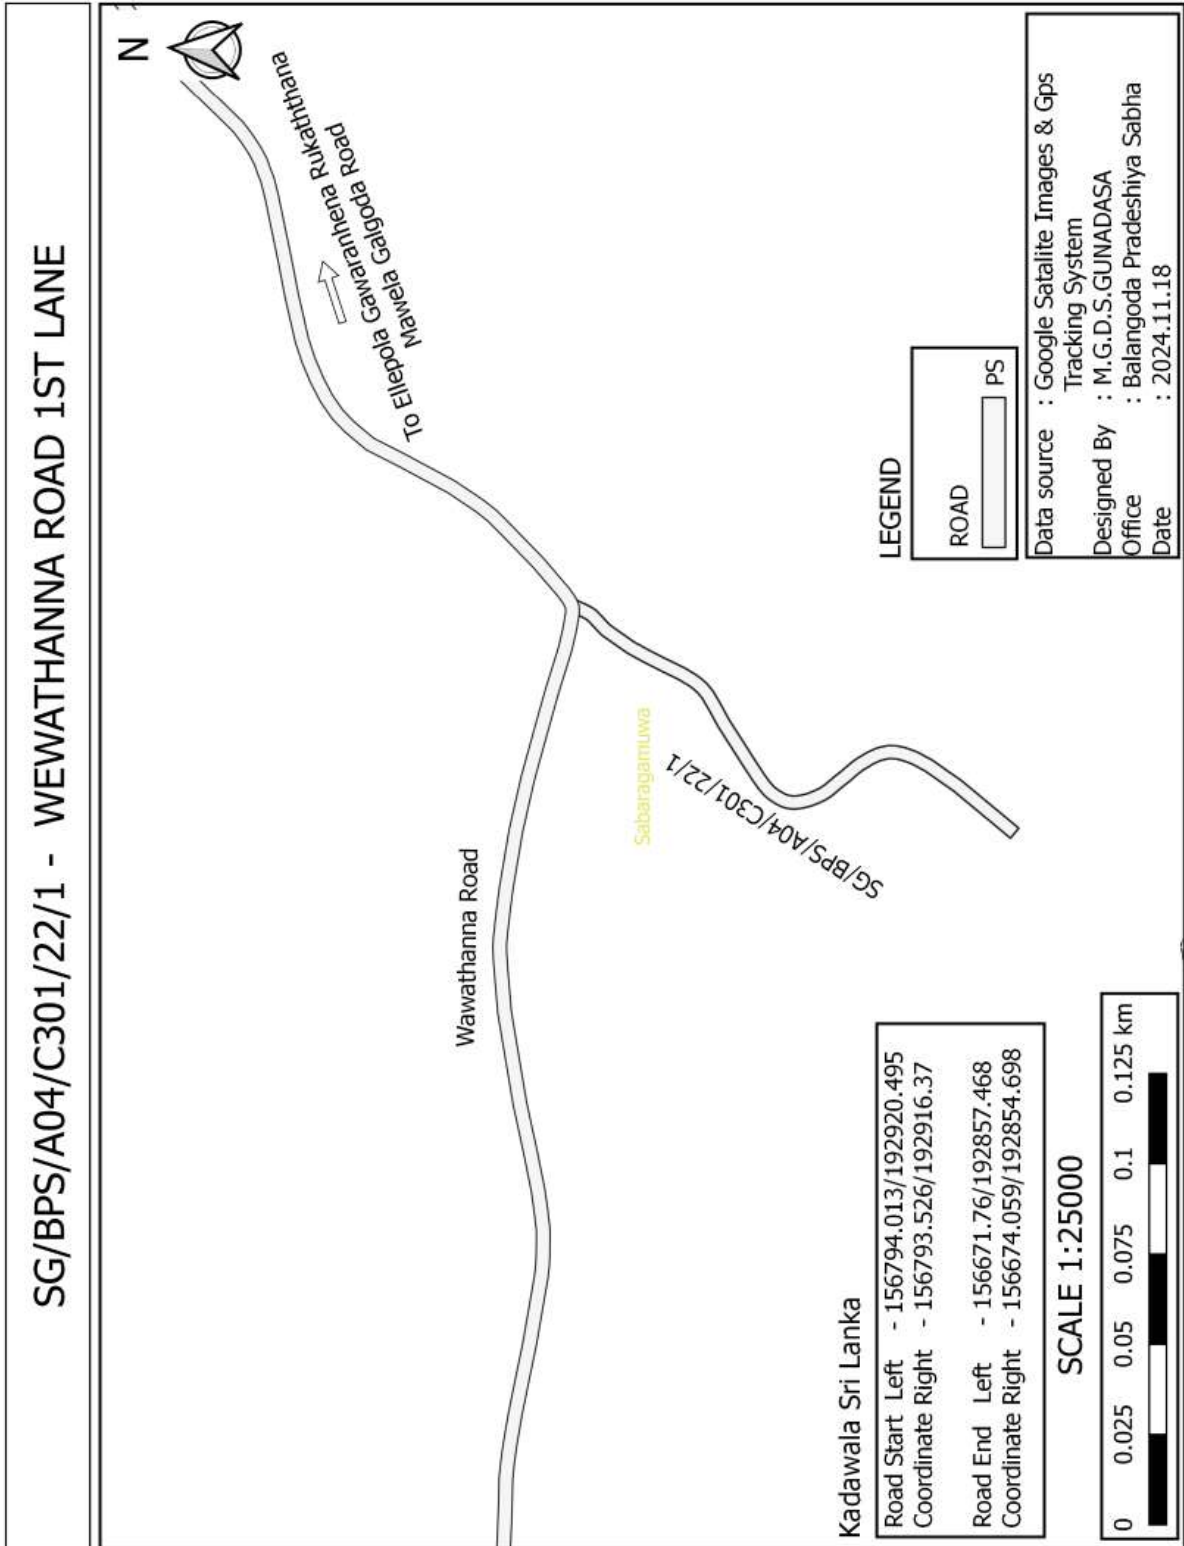 SG/BPS/A04/C301/22/1 - WEWATHANNA ROAD 1ST LANE
N
To Ellepola Gawaranhena Rukaththana
Mawela Galgoda Road
Wawathanna Road
Sabaragamuwa
SG/BPS/A04/C301/22/1
Kadawala Sri Lanka
Road Start Left - 156794.013/192920.495
Coordinate Right - 156793.526/192916.37
Road End Left - 156671.76/192857.468
Coordinate Right - 156674.059/192854.698
SCALE 1:25000
0 0.025 0.05 0.075 0.1 0.125 km
LEGEND
ROAD
PS
Data source : Google Satalite Images & Gps
Tracking System
Designed By : M.G.D.S.GUNADASA
Office : Balangoda Pradeshiya Sabha
Date : 2024.11.18